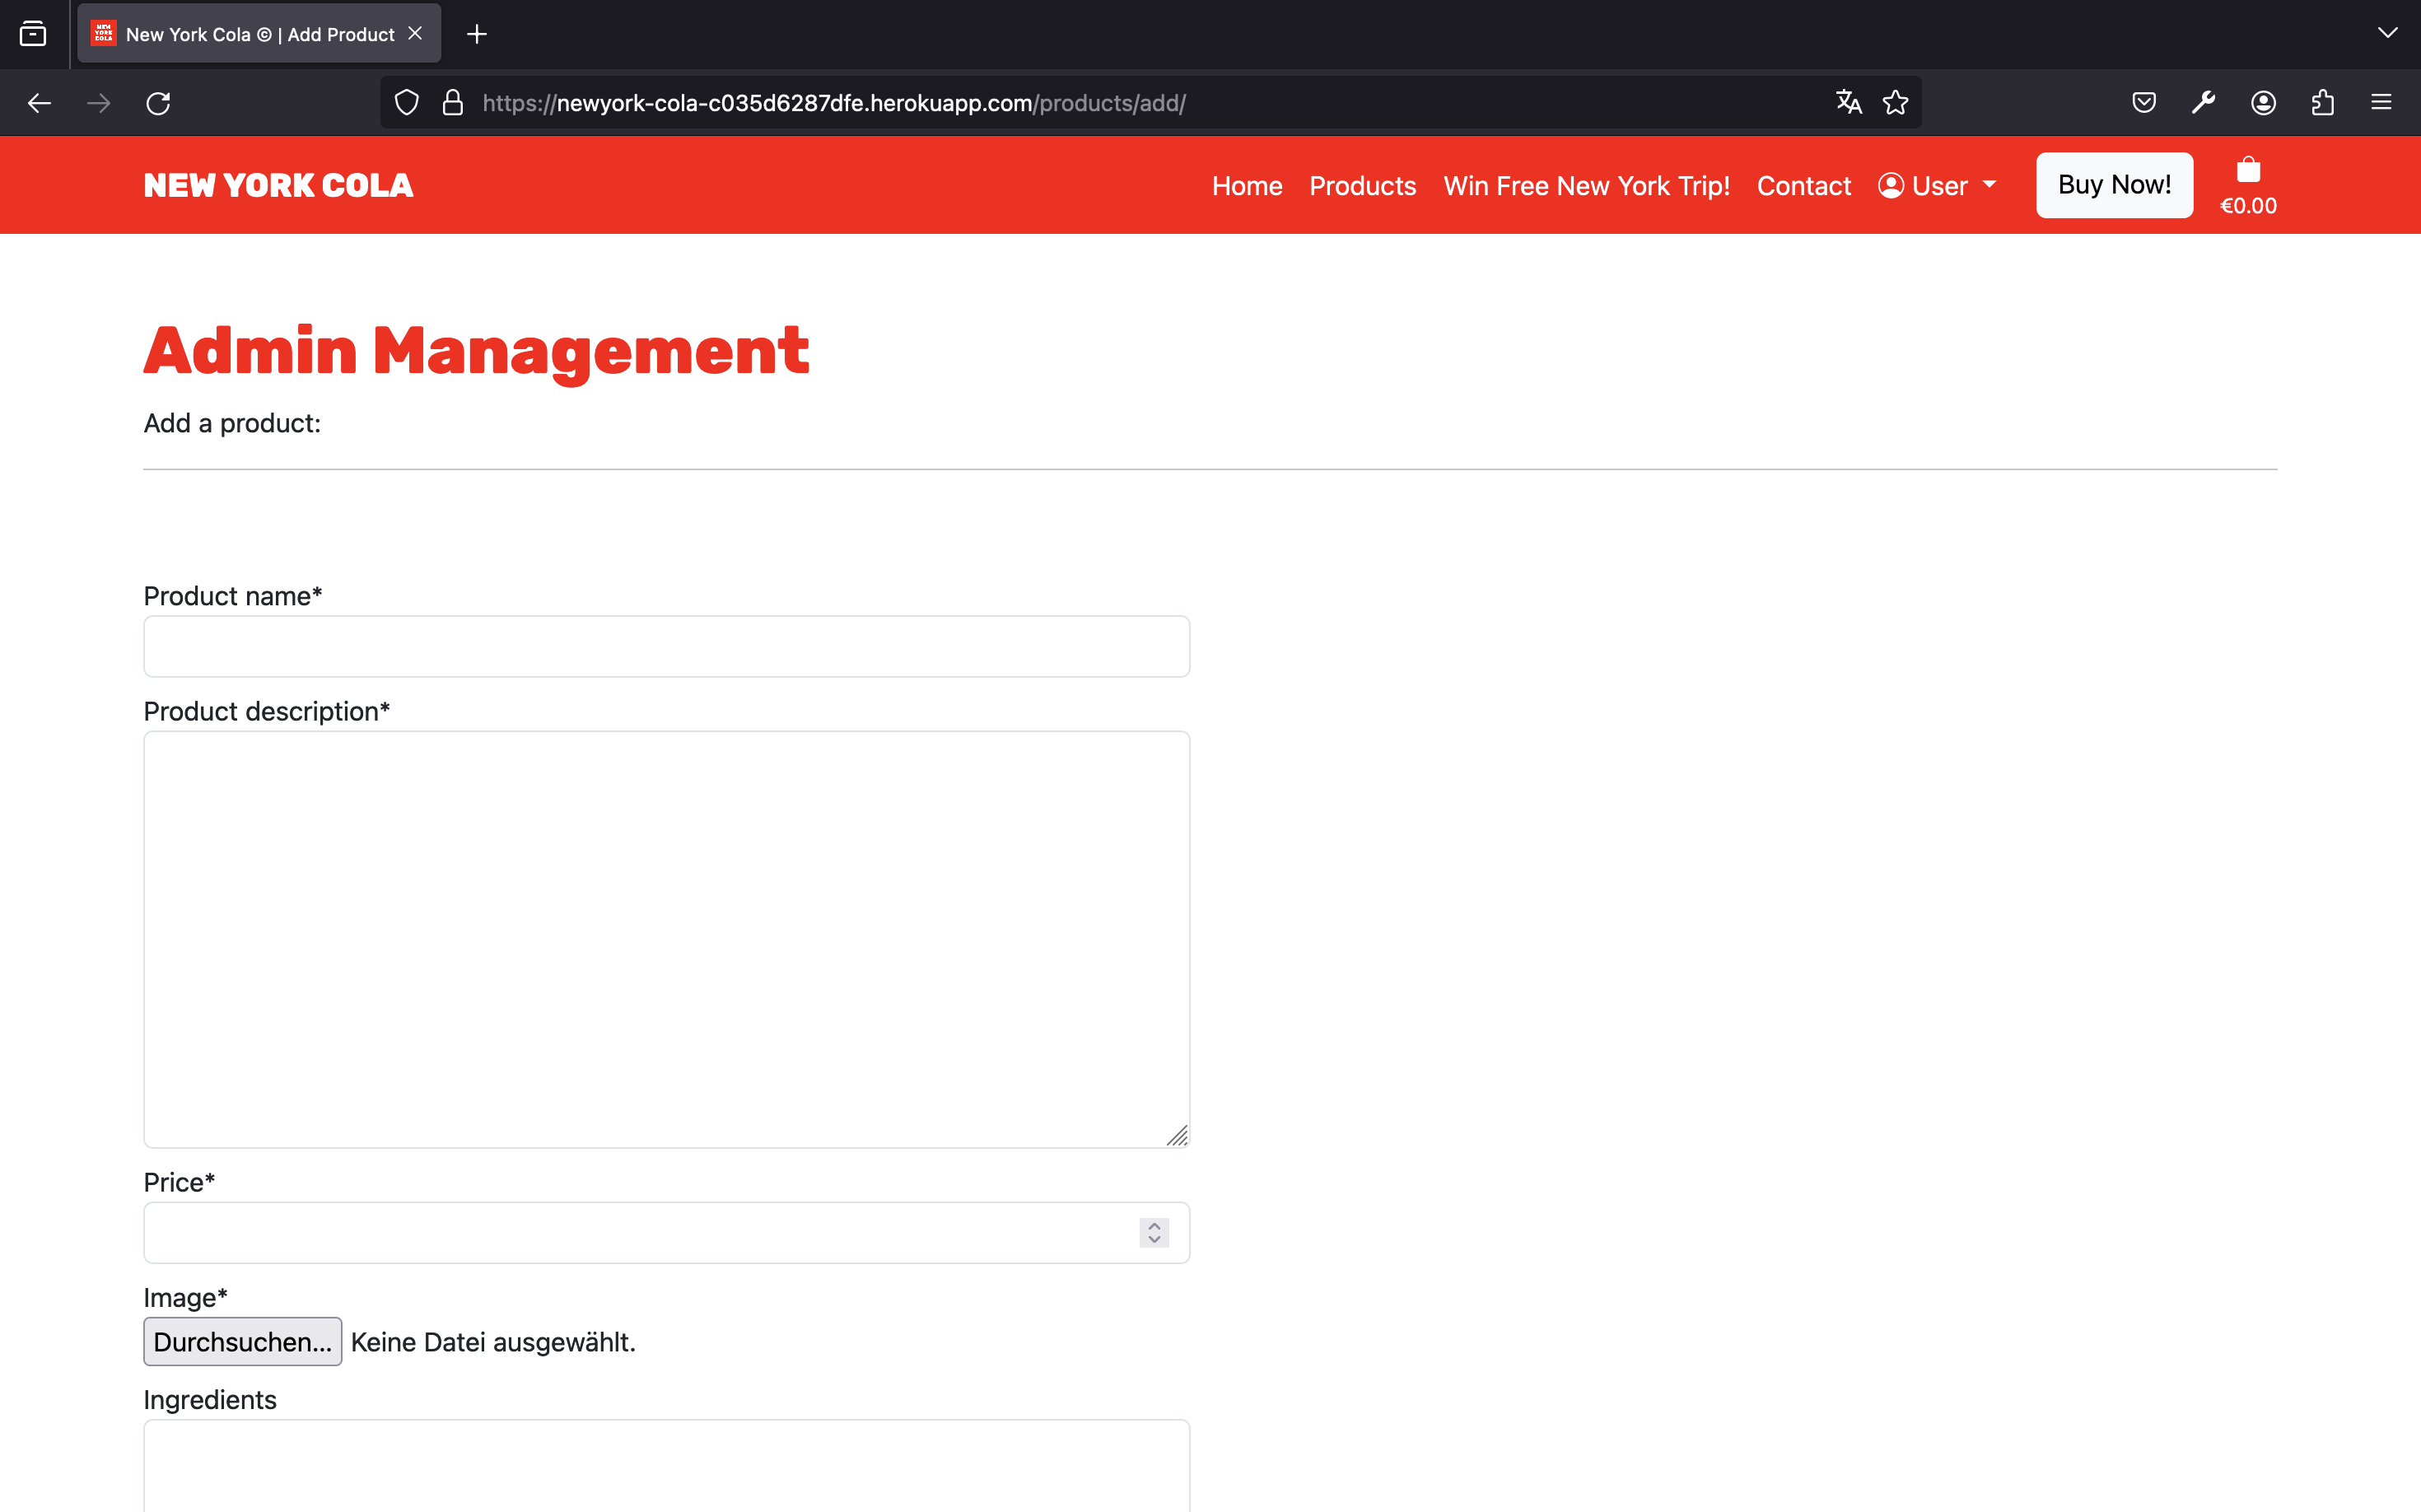 New York Cola © | Add Product
https://newyork-cola-c035d6287dfe.herokuapp.com/products/add/
NEW YORK COLA
Home Products Win Free New York Trip! Contact User Buy Now! €0.00
Admin Management
Add a product:
Product name*
Product description*
Price*
Image*
Durchsuchen... Keine Datei ausgewählt.
Ingredients